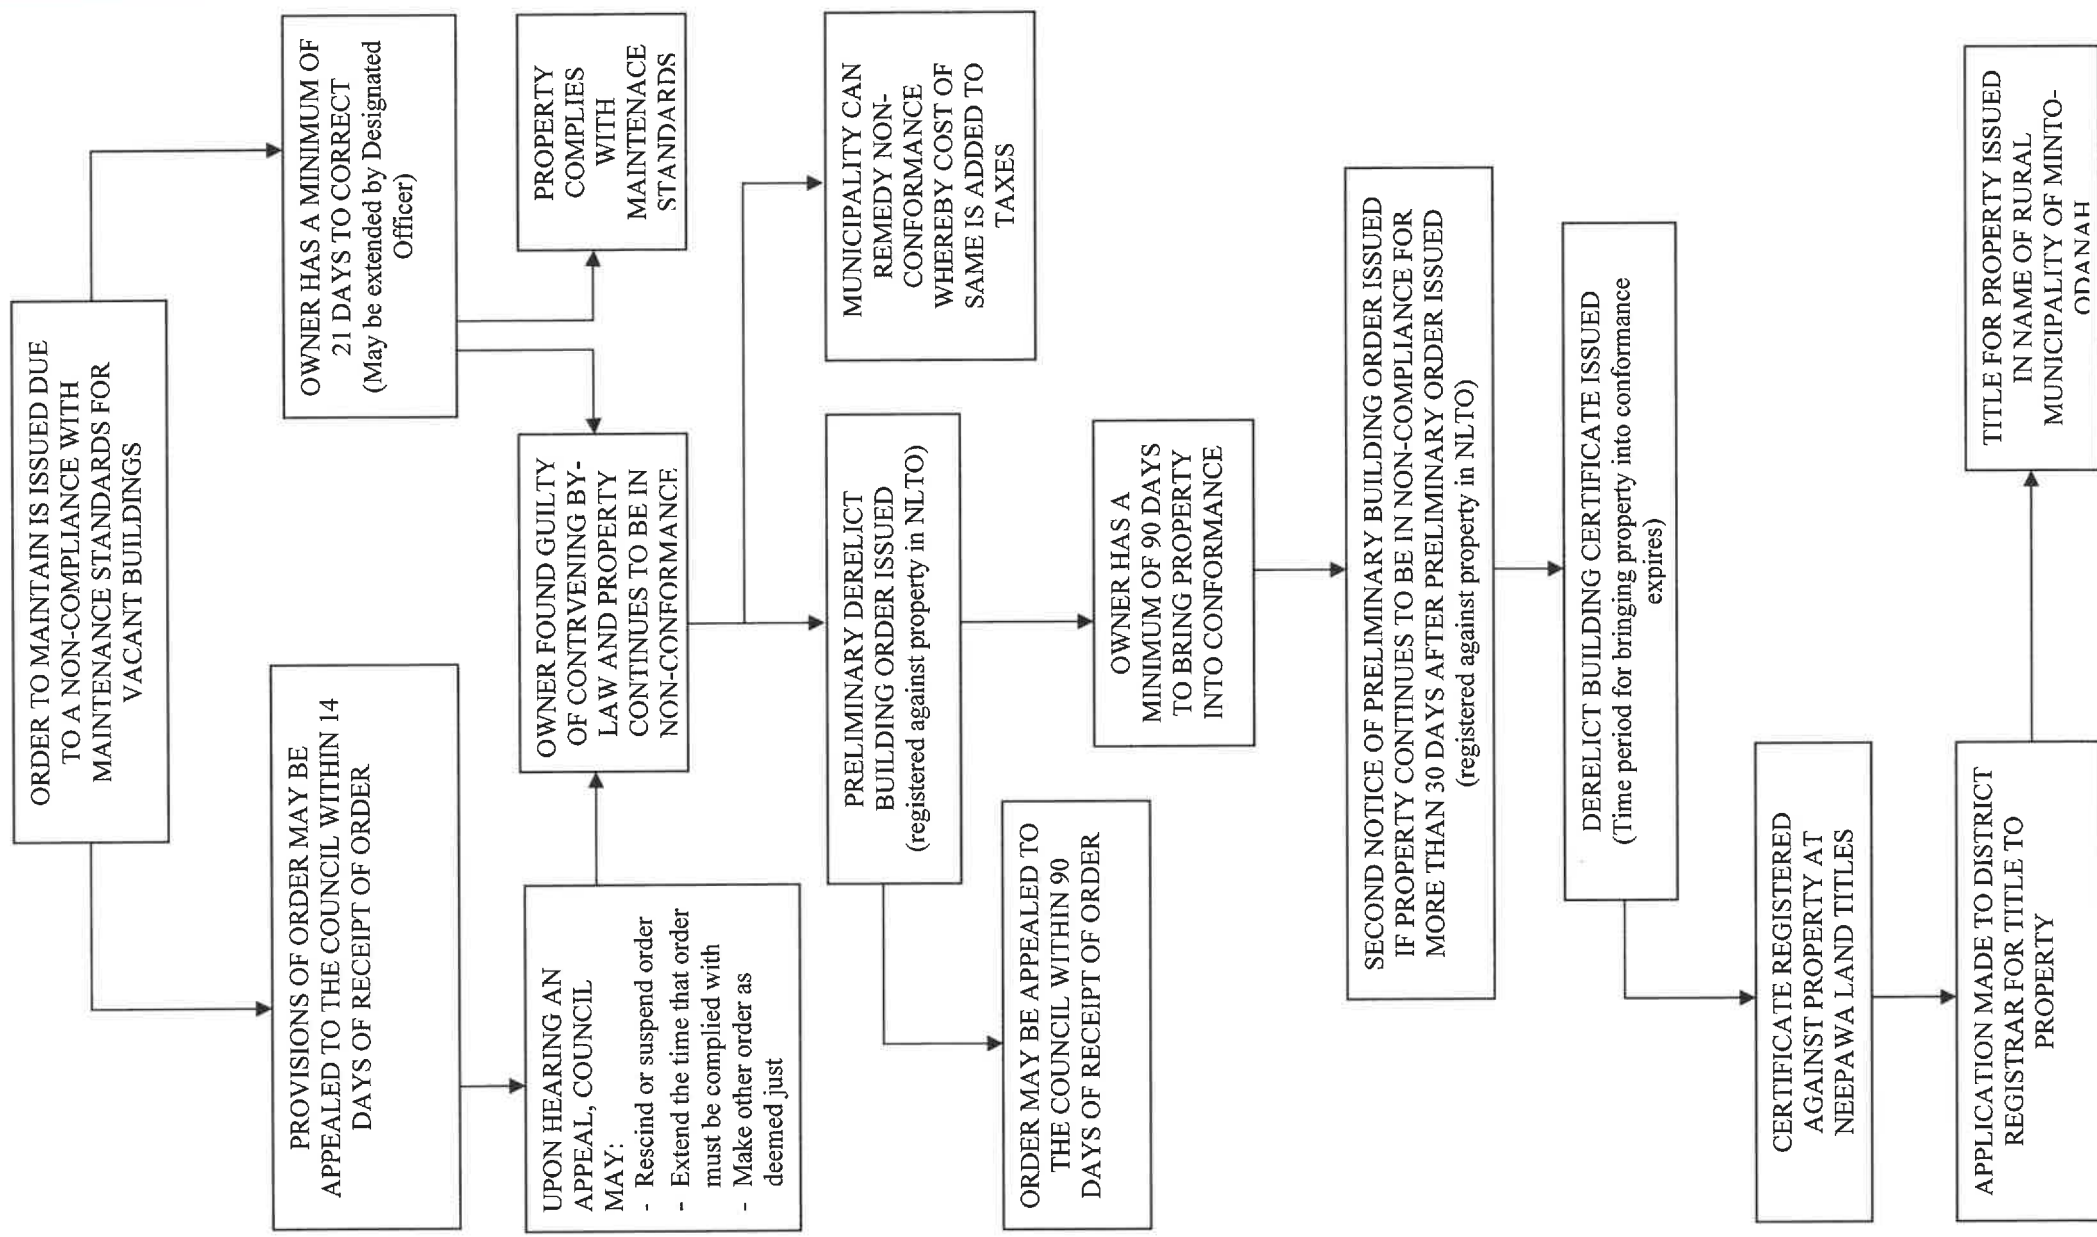 ORDER TO MAINTAIN IS ISSUED DUE
TO A NON-COMPLIANCE WITH
MAINTENANCE STANDARDS FOR
VACANT BUILDINGS
PROVISIONS OF ORDER MAY BE
APPEALED TO THE COUNCIL WITHIN 14
DAYS OF RECEIPT OF ORDER
OWNER HAS A MINIMUM OF
21 DAYS TO CORRECT
(May be extended by Designated
Officer)
UPON HEARING AN
APPEAL, COUNCIL
MAY:
- Rescind or suspend order
- Extend the time that order
must be complied with
- Make other order as
deemed just
OWNER FOUND GUILTY
OF CONTRVENING BY-
LAW AND PROPERTY
CONTINUES TO BE IN
NON-CONFORMANCE
PROPERTY
COMPLIES
WITH
MAINTENACE
STANDARDS
PRELIMINARY DERELICT
BUILDING ORDER ISSUED
(registered against property in NLTO)
MUNICIPALITY CAN
REMEDY NON-
CONFORMANCE
WHEREBY COST OF
SAME IS ADDED TO
TAXES
ORDER MAY BE APPEALED TO
THE COUNCIL WITHIN 90
DAYS OF RECEIPT OF ORDER
OWNER HAS A
MINIMUM OF 90 DAYS
TO BRING PROPERTY
INTO CONFORMANCE
SECOND NOTICE OF PRELIMINARY BUILDING ORDER ISSUED
IF PROPERTY CONTINUES TO BE IN NON-COMPLIANCE FOR
MORE THAN 30 DAYS AFTER PRELIMINARY ORDER ISSUED
(registered against property in NLTO)
DERELICT BUILDING CERTIFICATE ISSUED
(Time period for bringing property into conformance
expires)
CERTIFICATE REGISTERED
AGAINST PROPERTY AT
NEEPAWA LAND TITLES
APPLICATION MADE TO DISTRICT
REGISTRAR FOR TITLE TO
PROPERTY
TITLE FOR PROPERTY ISSUED
IN NAME OF RURAL
MUNICIPALITY OF MINTO-
ODANAH